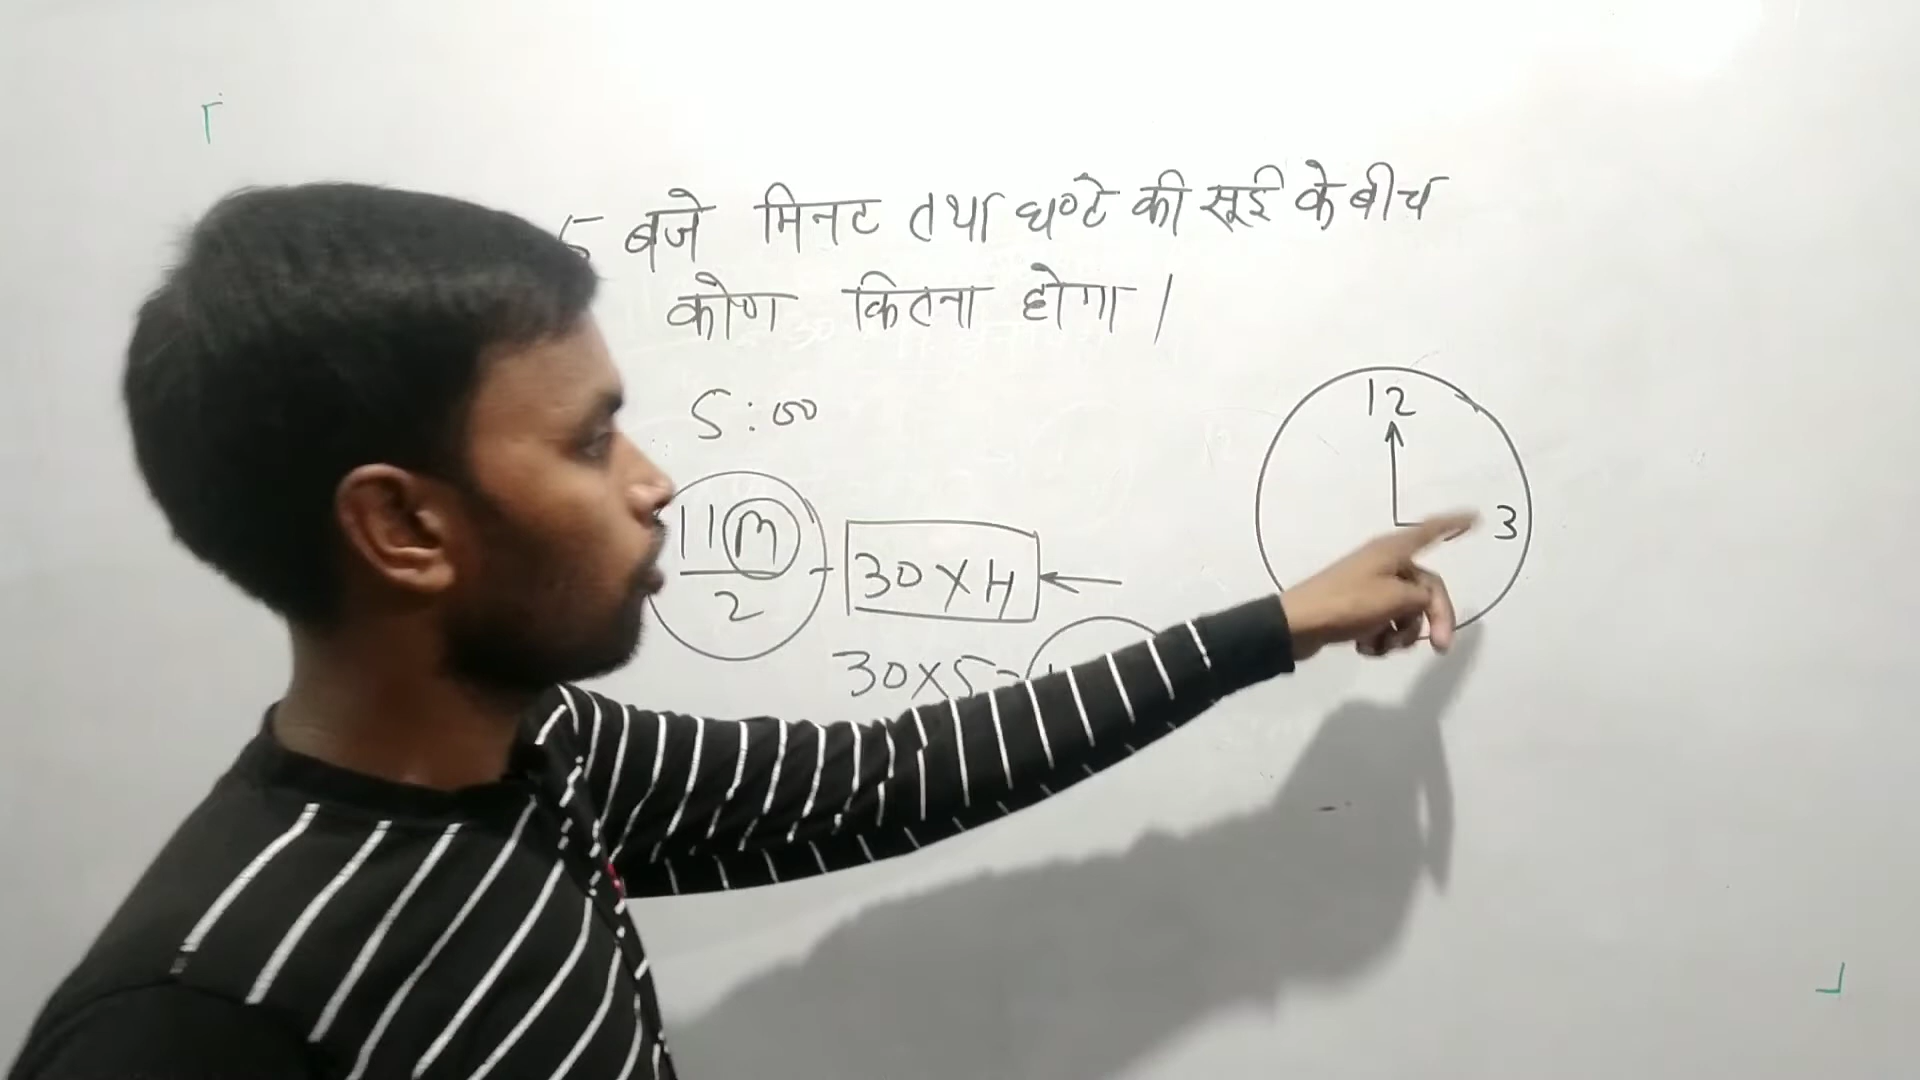 5 बजे मिनट तथा घण्टे की सूई के बीच
कोण कितना होगा।
5:00
11m
2
- 30×H
30×5=
12
3